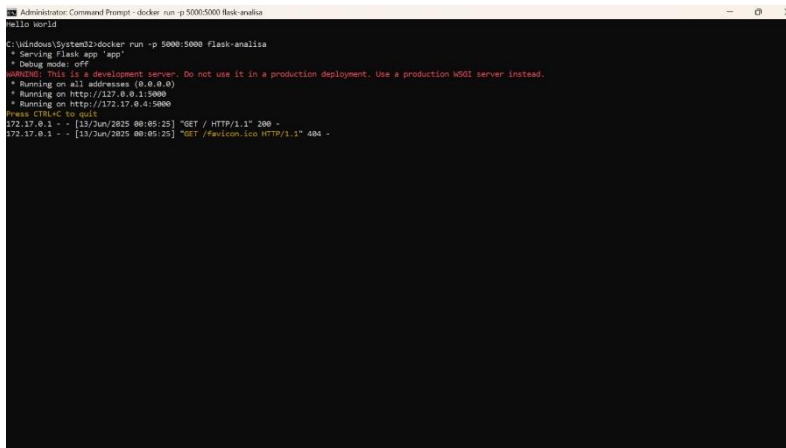 Administrator: Command Prompt - docker run -p 5000:5000 flask-analisa
Hello World
C:\Windows\System32>docker run -p 5000:5000 flask-analisa
* Serving Flask app 'app'
* Debug mode: off
WARNING: This is a development server. Do not use it in a production deployment. Use a production WSGI server instead.
* Running on all addresses (0.0.0.0)
* Running on http://127.0.0.1:5000
* Running on http://172.17.0.4:5000
Press CTRL+C to quit
172.17.0.1 - - [13/Jun/2025 00:05:25] "GET / HTTP/1.1" 200 -
172.17.0.1 - - [13/Jun/2025 00:05:25] "GET /favicon.ico HTTP/1.1" 404 -